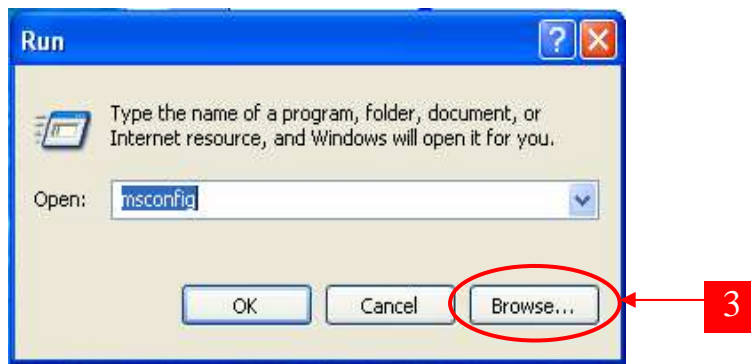 Run
Type the name of a program, folder, document, or
Internet resource, and Windows will open it for you.
Open: msconfig
OK Cancel Browse... 3